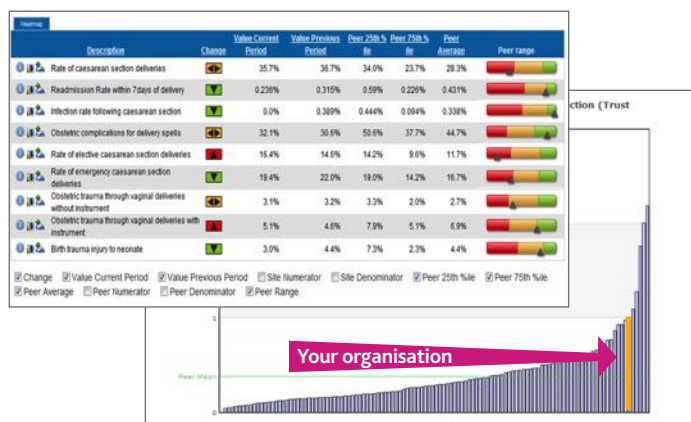 Heatmap
Description Change Value Current Period Value Previous Period Peer 25th %ile Peer 75th %ile Peer Average Peer range
Rate of caesarean section deliveries 35.7% 36.7% 34.0% 23.7% 28.3%
Readmission Rate within 7days of delivery 0.236% 0.315% 0.59% 0.226% 0.431%
Infection rate following caesarean section 0.0% 0.389% 0.444% 0.094% 0.338%
Obstetric complications for delivery spells 32.1% 30.6% 50.6% 37.7% 44.7%
Rate of elective caesarean section deliveries 16.4% 14.6% 14.2% 9.6% 11.7%
Rate of emergency caesarean section deliveries 19.4% 22.0% 19.0% 14.2% 16.7%
Obstetric trauma through vaginal deliveries without instrument 3.1% 3.2% 3.3% 2.0% 2.7%
Obstetric trauma through vaginal deliveries with instrument 5.1% 4.6% 7.9% 5.1% 6.9%
Birth trauma injury to neonate 3.0% 4.4% 7.3% 2.3% 4.4%
Change Value Current Period Value Previous Period Site Numerator Site Denominator Peer 25th %ile Peer 75th %ile
Peer Average Peer Numerator Peer Denominator Peer Range
ction (Trust
1
Your organisation
Peer Mean
0